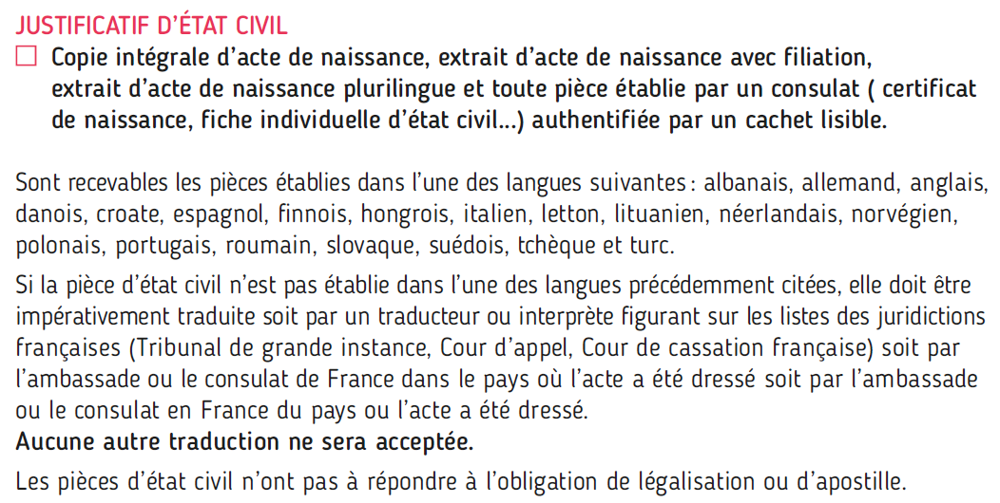 JUSTIFICATIF D'ÉTAT CIVIL
Copie intégrale d'acte de naissance, extrait d'acte de naissance avec filiation,
extrait d'acte de naissance plurilingue et toute pièce établie par un consulat ( certificat
de naissance, fiche individuelle d'état civil...) authentifiée par un cachet lisible.
Sont recevables les pièces établies dans l'une des langues suivantes : albanais, allemand, anglais,
danois, croate, espagnol, finnois, hongrois, italien, letton, lituanien, néerlandais, norvégien,
polonais, portugais, roumain, slovaque, suédois, tchèque et turc.
Si la pièce d'état civil n'est pas établie dans l'une des langues précédemment citées, elle doit être
impérativement traduite soit par un traducteur ou interprète figurant sur les listes des juridictions
françaises (Tribunal de grande instance, Cour d'appel, Cour de cassation française) soit par
l'ambassade ou le consulat de France dans le pays où l'acte a été dressé soit par l'ambassade
ou le consulat en France du pays ou l'acte a été dressé.
Aucune autre traduction ne sera acceptée.
Les pièces d'état civil n'ont pas à répondre à l'obligation de légalisation ou d'apostille.